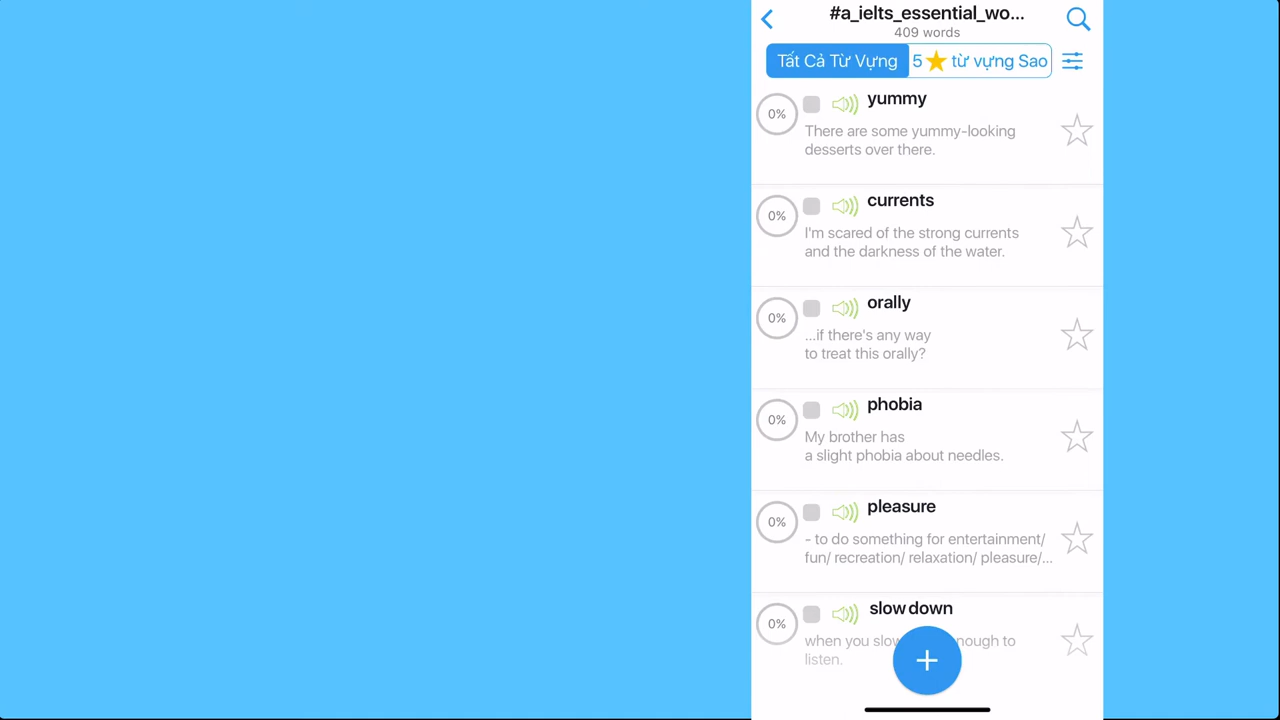 #a_ielts_essential_wo...
409 words
Tất Cả Từ Vựng
5 ⭐ từ vựng Sao
0%
yummy
There are some yummy-looking
desserts over there.
0%
currents
I'm scared of the strong currents
and the darkness of the water.
0%
orally
...if there's any way
to treat this orally?
0%
phobia
My brother has
a slight phobia about needles.
0%
pleasure
- to do something for entertainment/
fun/ recreation/ relaxation/ pleasure/...
0%
slow down
when you slow nough to
listen.
+